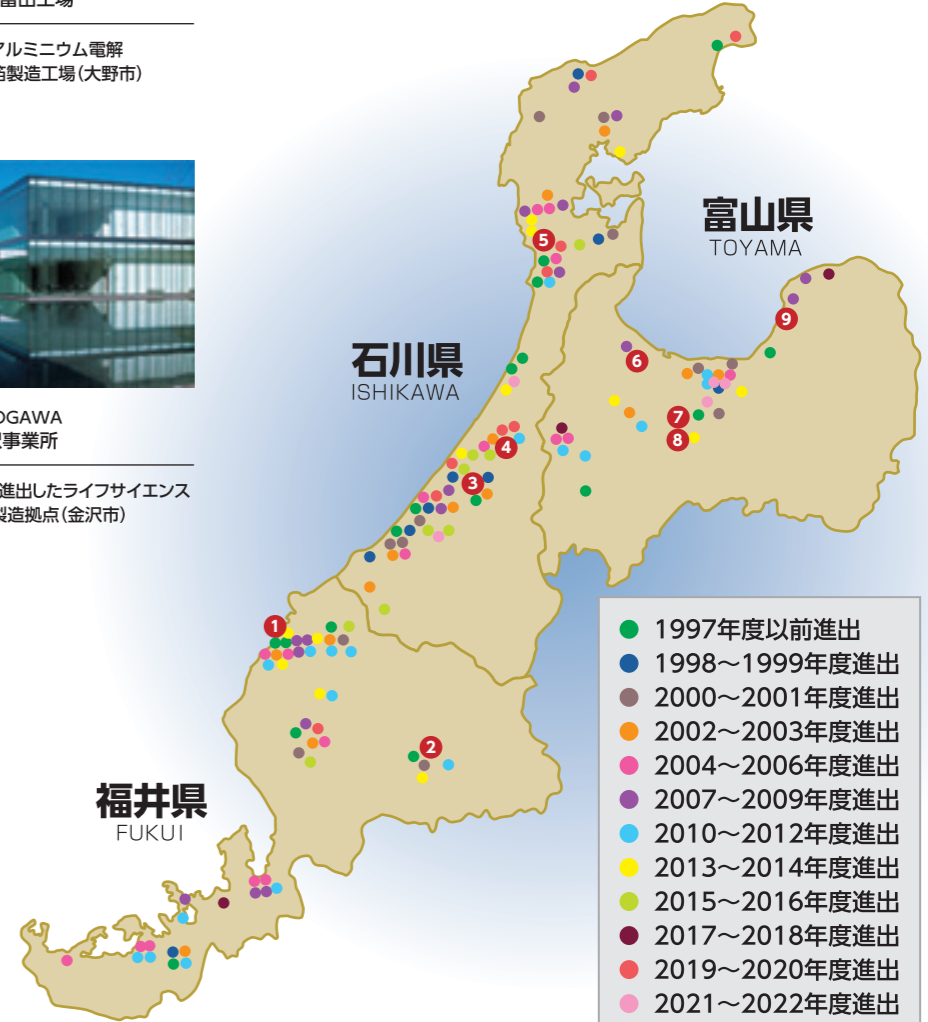 アルミニウム電解
箔製造工場(大野市)
OGAWA
事業所
進出したライフサイエンス
製造拠点(金沢市)
富山県
TOYAMA
石川県
ISHIKAWA
福井県
FUKUI
5
9
6
7
8
4
3
1
2
1997年度以前進出
1998〜1999年度進出
2000〜2001年度進出
2002〜2003年度進出
2004〜2006年度進出
2007〜2009年度進出
2010〜2012年度進出
2013〜2014年度進出
2015〜2016年度進出
2017〜2018年度進出
2019〜2020年度進出
2021〜2022年度進出